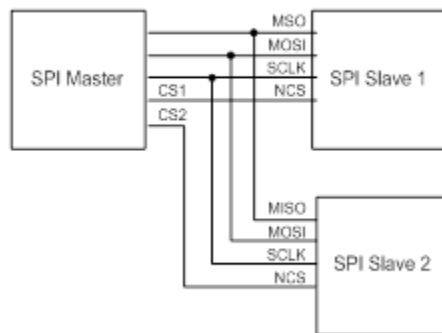 MSO
MOSI
SPI Master
SCLK
SPI Slave 1
CS1
NCS
CS2
MISO
MOSI
SCLK
SPI Slave 2
NCS